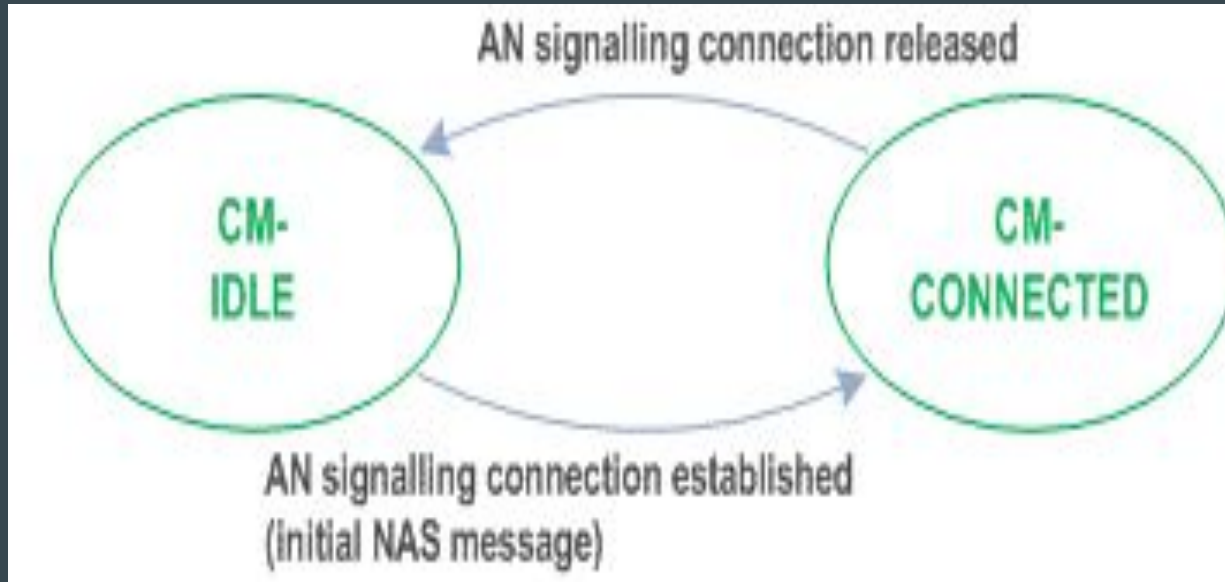 AN signalling connection released
CM-
IDLE
CM-
CONNECTED
AN signalling connection established
(initial NAS message)